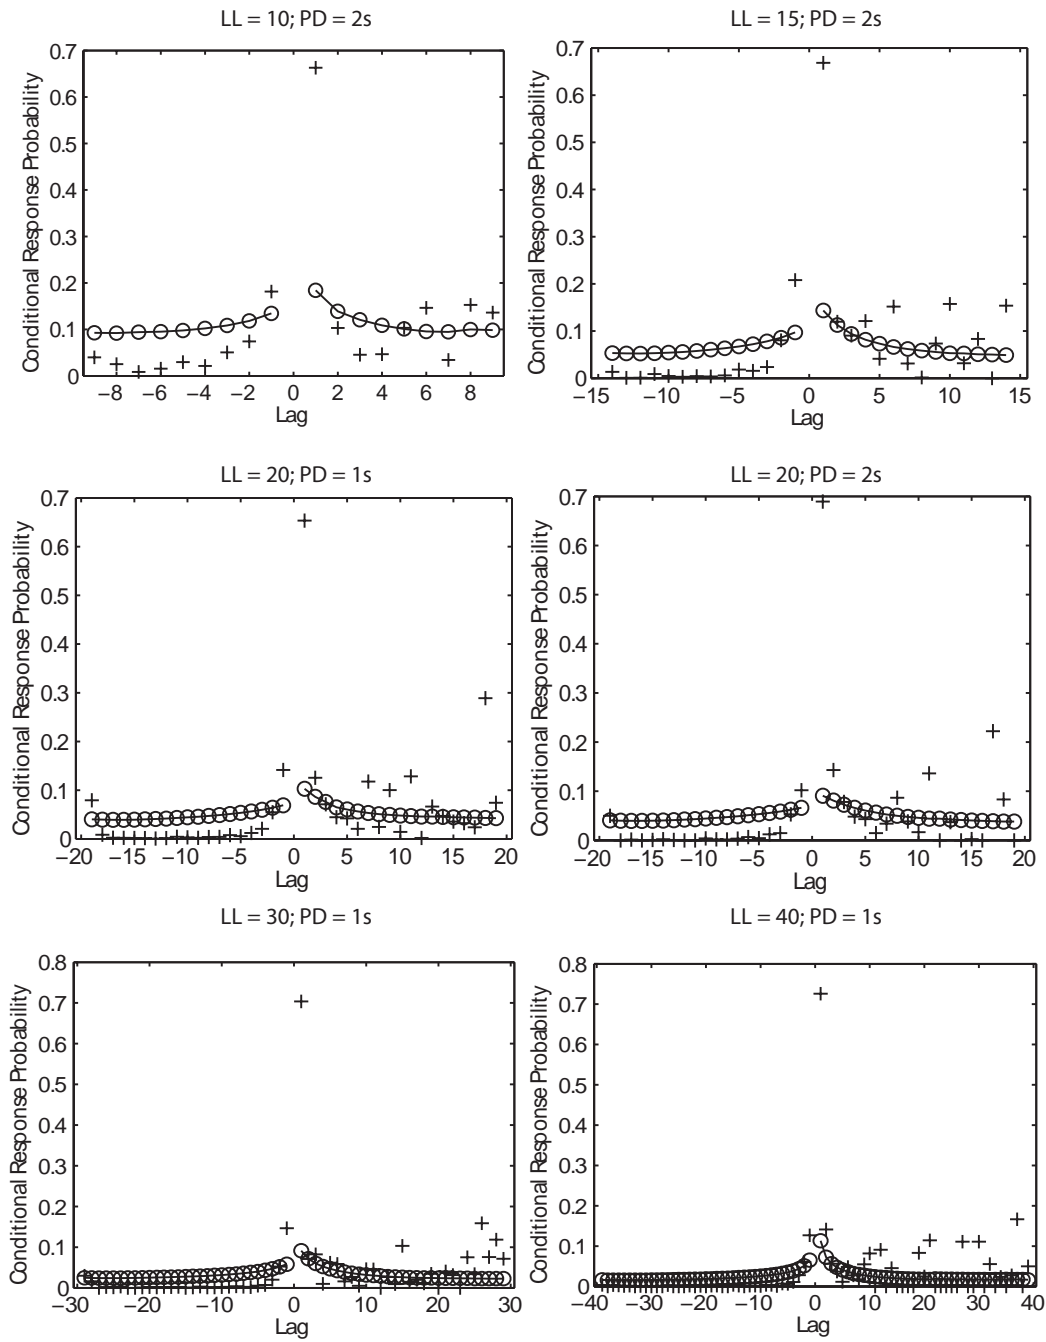 LL = 10; PD = 2s
0.7
0.6
0.5
0.4
0.3
0.2
0.1
0
Conditional Response Probability
−8 −6 −4 −2 0 2 4 6 8
Lag
LL = 15; PD = 2s
0.7
0.6
0.5
0.4
0.3
0.2
0.1
0
Conditional Response Probability
−15 −10 −5 0 5 10 15
Lag
LL = 20; PD = 1s
0.7
0.6
0.5
0.4
0.3
0.2
0.1
0
Conditional Response Probability
−20 −15 −10 −5 0 5 10 15 20
Lag
LL = 20; PD = 2s
0.7
0.6
0.5
0.4
0.3
0.2
0.1
0
Conditional Response Probability
−20 −15 −10 −5 0 5 10 15 20
Lag
LL = 30; PD = 1s
0.8
0.7
0.6
0.5
0.4
0.3
0.2
0.1
0
Conditional Response Probability
−30 −20 −10 0 10 20 30
Lag
LL = 40; PD = 1s
0.8
0.7
0.6
0.5
0.4
0.3
0.2
0.1
0
Conditional Response Probability
−40 −30 −20 −10 0 10 20 30 40
Lag